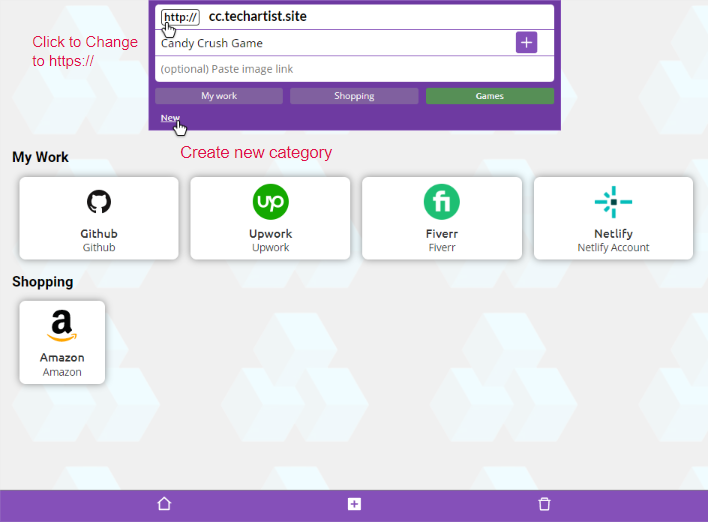 http:// cc.techartist.site
Click to Change
to https://
Candy Crush Game
(optional) Paste image link
My work Shopping Games
New
Create new category
My Work
up fi
Github Upwork Fiverr Netlify
Github Upwork Fiverr Netlify Account
Shopping
a
Amazon
Amazon